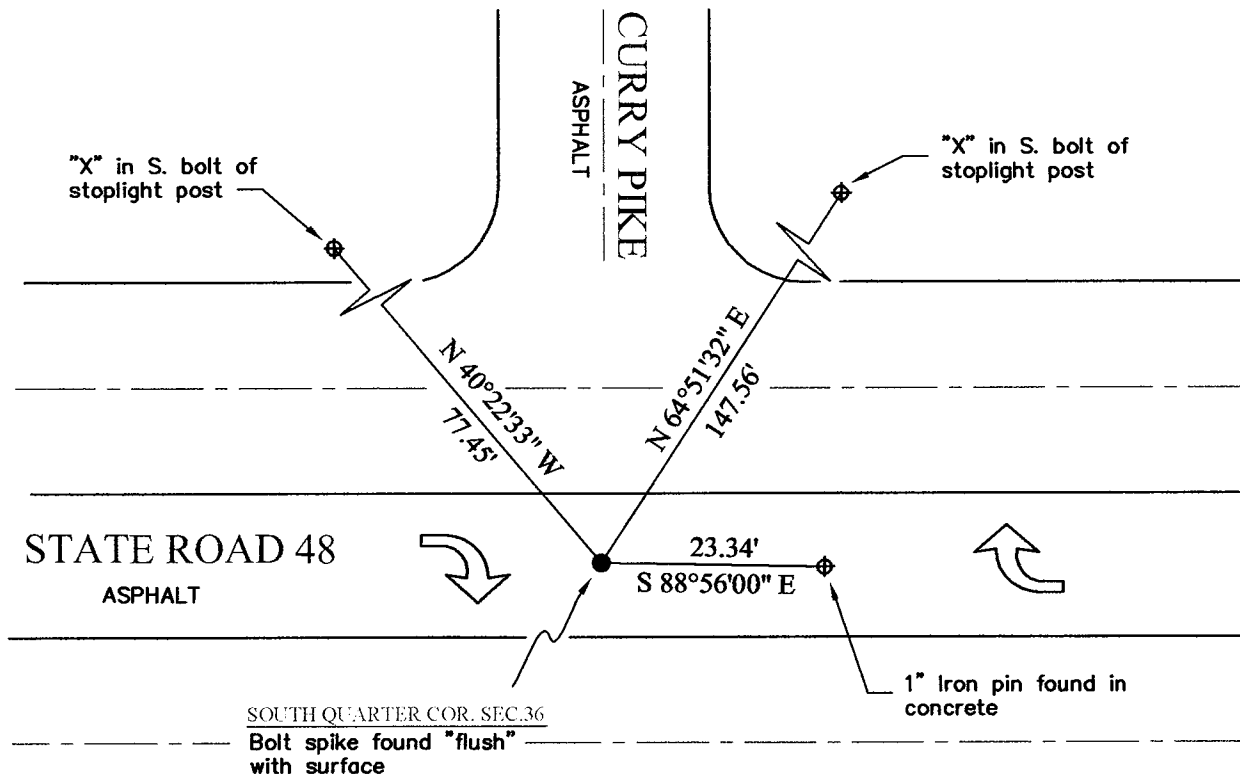 CURRY PIKE
ASPHALT
"X" in S. bolt of
stoplight post
"X" in S. bolt of
stoplight post
N 40°22'33" W
77.45'
N 64°51'32" E
147.56'
STATE ROAD 48
ASPHALT
23.34'
S 88°56'00" E
1" Iron pin found in
concrete
SOUTH QUARTER COR. SEC.36
Bolt spike found "flush"
with surface